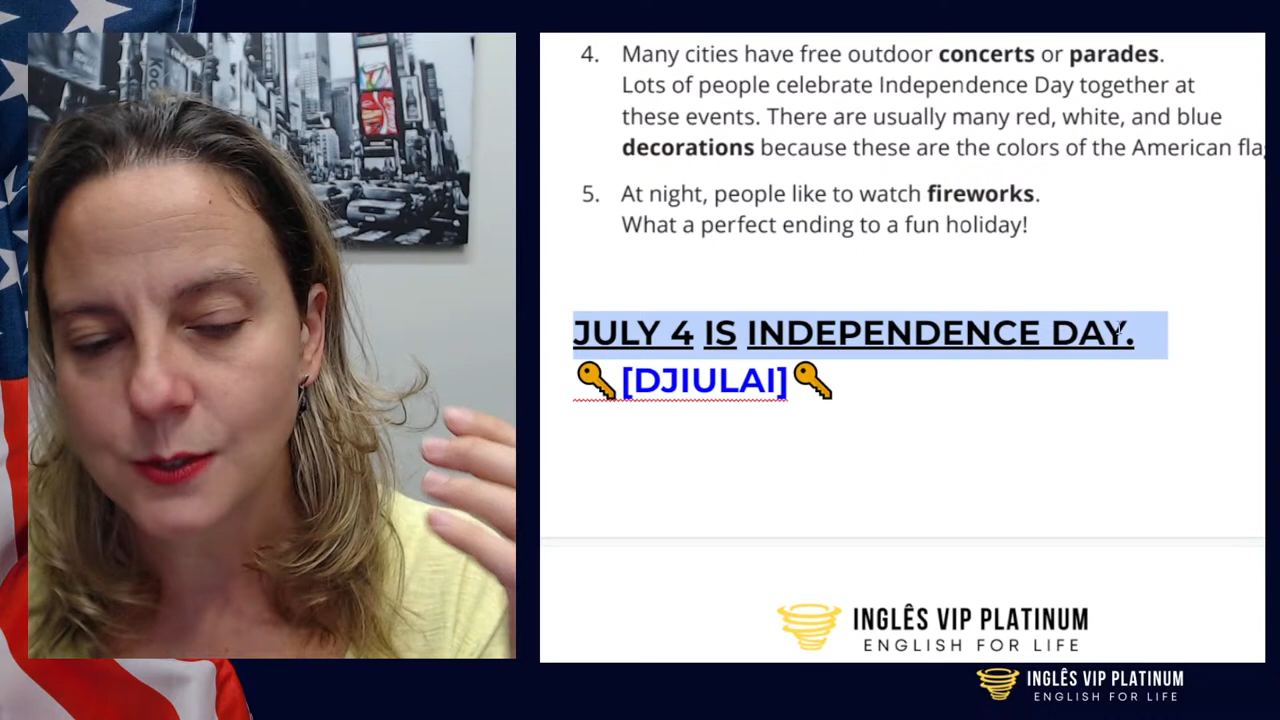 4. Many cities have free outdoor concerts or parades.
Lots of people celebrate Independence Day together at
these events. There are usually many red, white, and blue
decorations because these are the colors of the American fla
5. At night, people like to watch fireworks.
What a perfect ending to a fun holiday!
JULY 4 IS INDEPENDENCE DAY.
[DJIULAI]
INGLÊS VIP PLATINUM
ENGLISH FOR LIFE
INGLÊS VIP PLATINUM
ENGLISH FOR LIFE